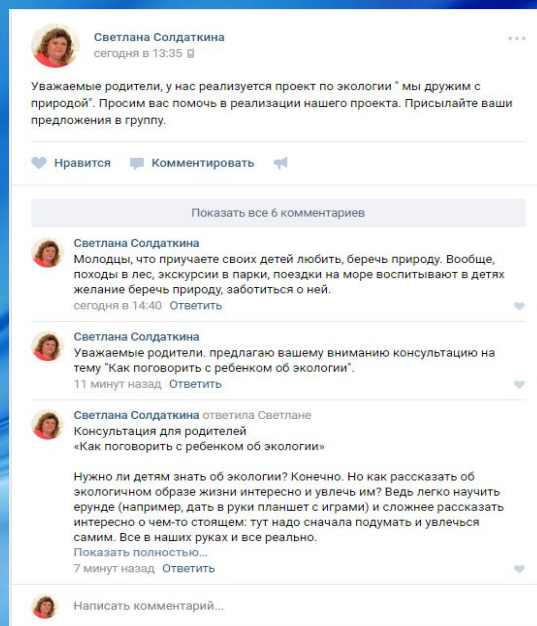 Светлана Солдаткина
сегодня в 13:35
Уважаемые родители, у нас реализуется проект по экологии " мы дружим с
природой". Просим вас помочь в реализации нашего проекта. Присылайте ваши
предложения в группу.
Нравится Комментировать
Показать все 6 комментариев
Светлана Солдаткина
Молодцы, что приучаете своих детей любить, беречь природу. Вообще,
походы в лес, экскурсии в парки, поездки на море воспитывают в детях
желание беречь природу, заботиться о ней.
сегодня в 14:40 Ответить
Светлана Солдаткина
Уважаемые родители. предлагаю вашему вниманию консультацию на
тему "Как поговорить с ребенком об экологии".
11 минут назад Ответить
Светлана Солдаткина ответила Светлане
Консультация для родителей
«Как поговорить с ребенком об экологии»
Нужно ли детям знать об экологии? Конечно. Но как рассказать об
экологичном образе жизни интересно и увлечь им? Ведь легко научить
ерунде (например, дать в руки планшет с играми) и сложнее рассказать
интересно о чем-то стоящем: тут надо сначала подумать и увлечься
самим. Все в наших руках и все реально.
Показать полностью...
7 минут назад Ответить
Написать комментарий...